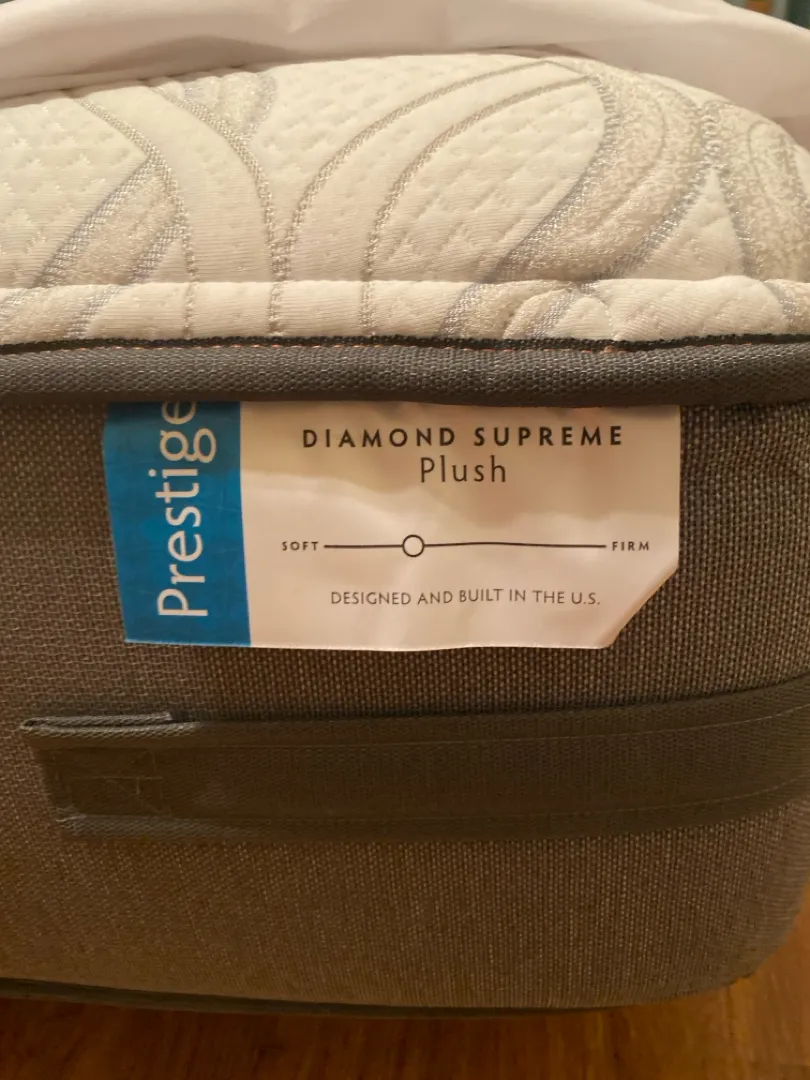 Prestige
DIAMOND SUPREME
Plush
SOFT FIRM
DESIGNED AND BUILT IN THE U.S.